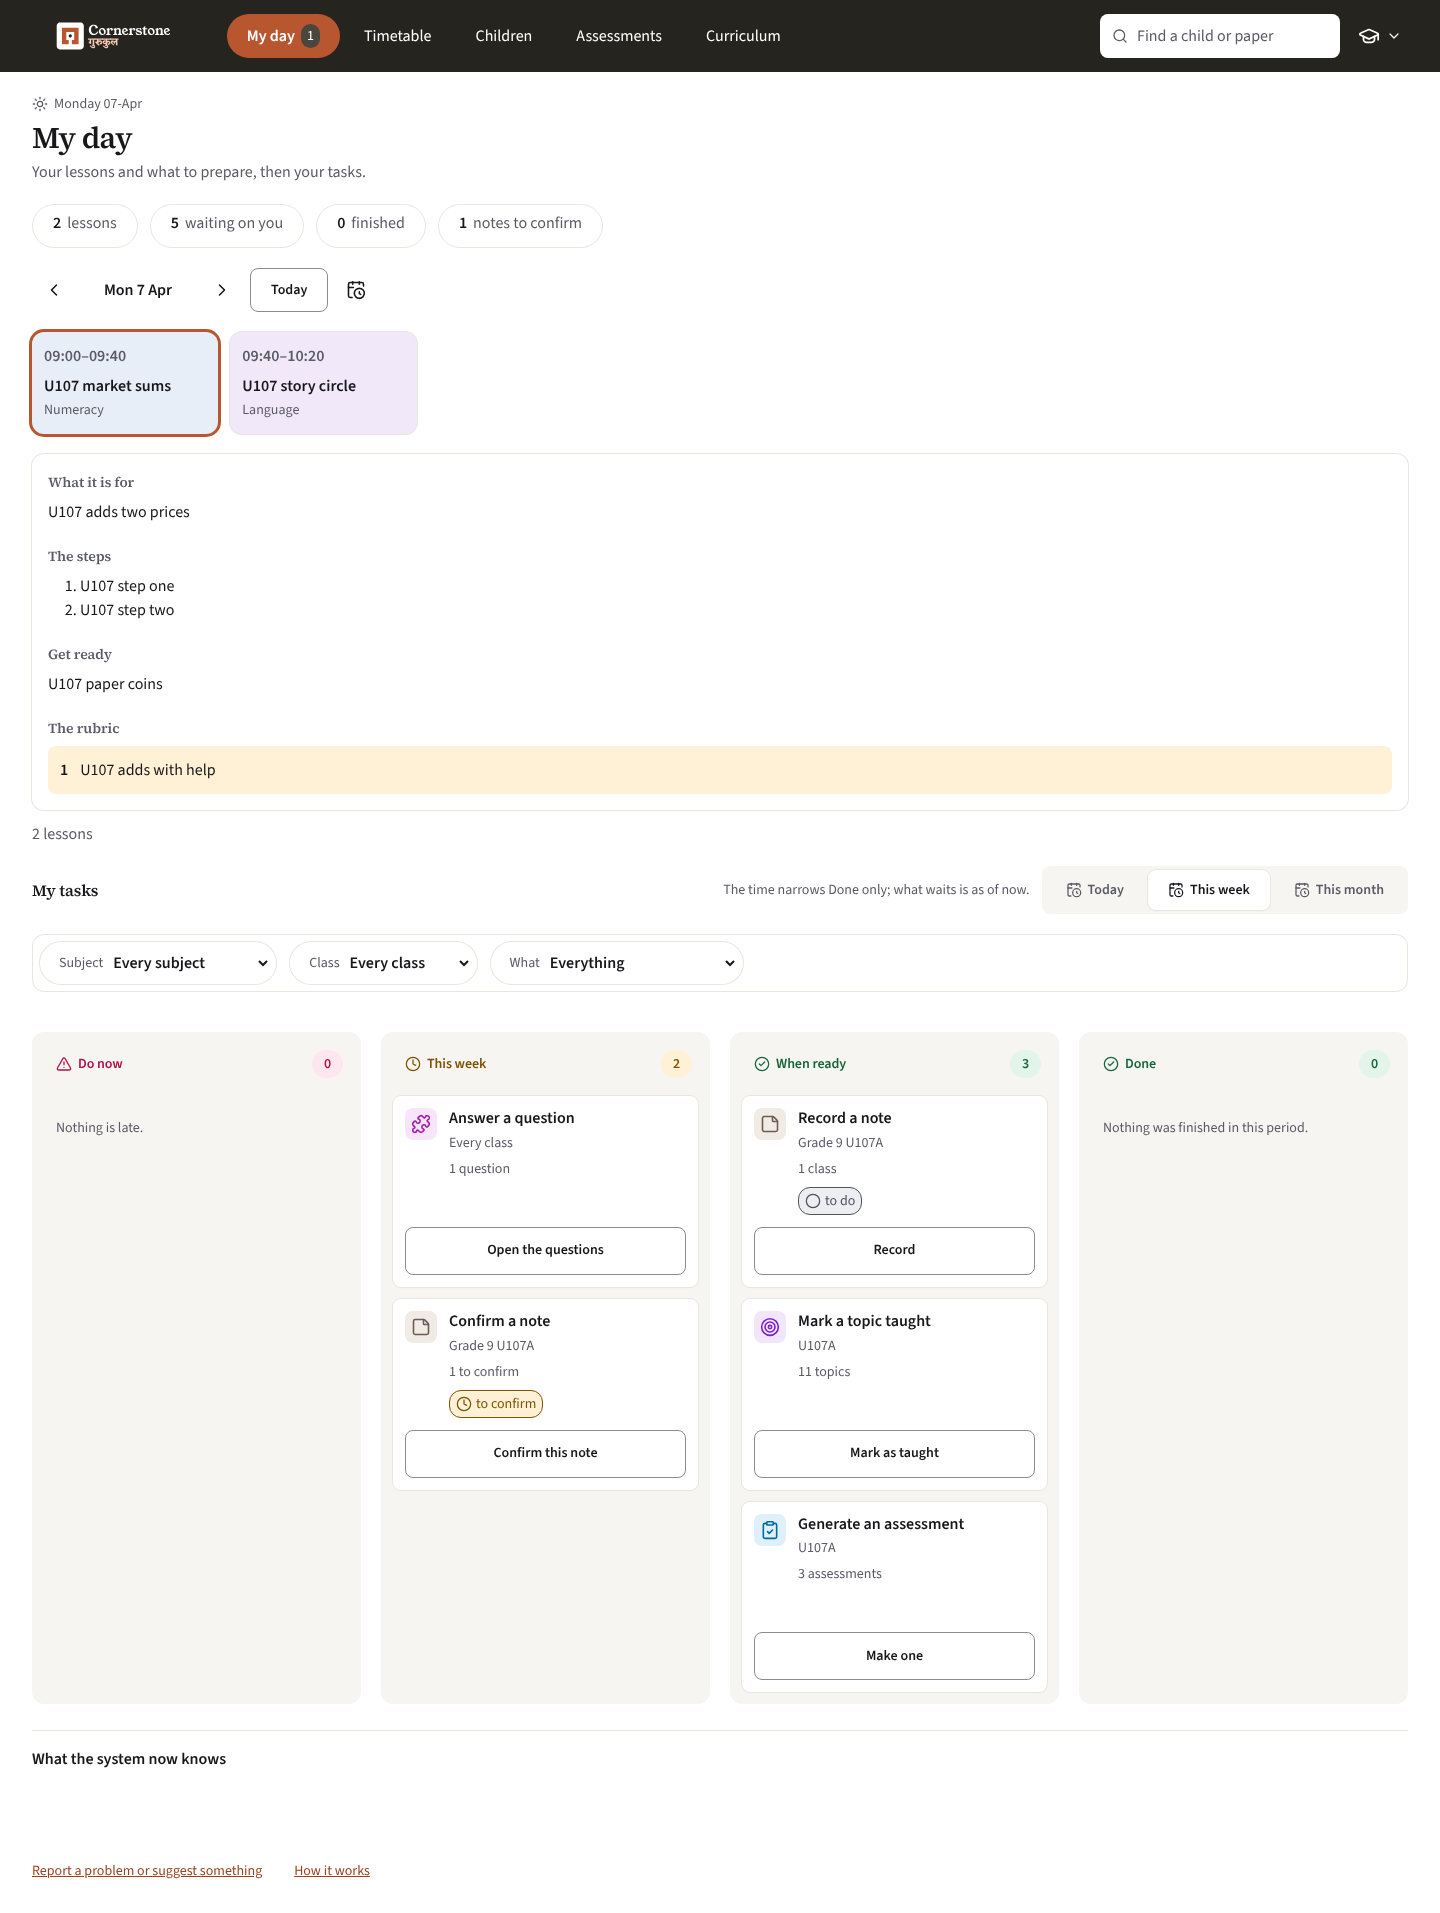 Cornerstone
गुरुकुल
My day 1
Timetable
Children
Assessments
Curriculum
Find a child or paper
Monday 07-Apr
My day
Your lessons and what to prepare, then your tasks.
2 lessons
5 waiting on you
0 finished
1 notes to confirm
Mon 7 Apr
Today
09:00–09:40
U107 market sums
Numeracy
09:40–10:20
U107 story circle
Language
What it is for
U107 adds two prices
The steps
1. U107 step one
2. U107 step two
Get ready
U107 paper coins
The rubric
1 U107 adds with help
2 lessons
My tasks
The time narrows Done only; what waits is as of now.
Today
This week
This month
Subject Every subject
Class Every class
What Everything
Do now 0
Nothing is late.
This week 2
Answer a question
Every class
1 question
Open the questions
Confirm a note
Grade 9 U107A
1 to confirm
to confirm
Confirm this note
When ready 3
Record a note
Grade 9 U107A
1 class
to do
Record
Mark a topic taught
U107A
11 topics
Mark as taught
Generate an assessment
U107A
3 assessments
Make one
Done 0
Nothing was finished in this period.
What the system now knows
Report a problem or suggest something
How it works